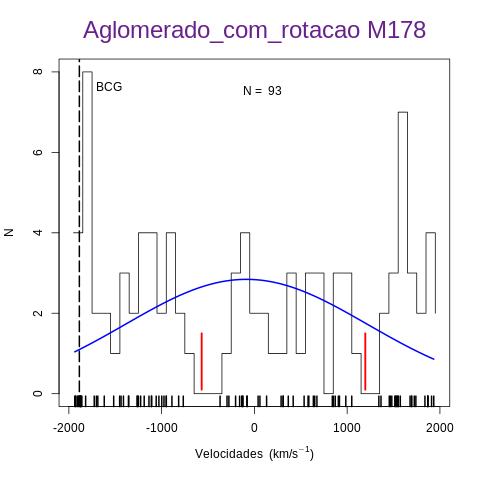 Aglomerado_com_rotacao M178
BCG
N = 93
N
8
6
4
2
0
-2000 -1000 0 1000 2000
Velocidades (km/s⁻¹)